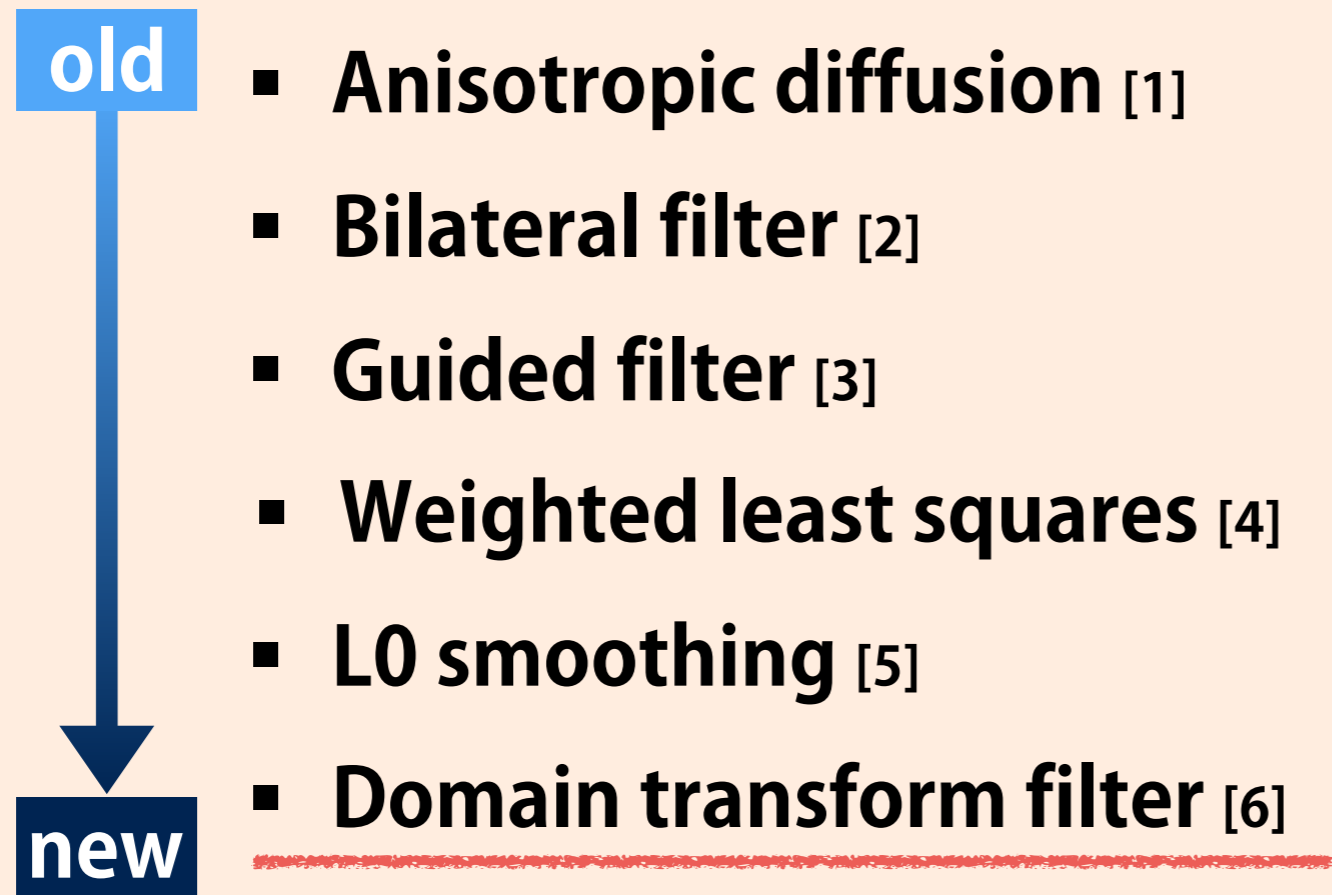 old
▪ Anisotropic diffusion [1]
▪ Bilateral filter [2]
▪ Guided filter [3]
▪ Weighted least squares [4]
▪ L0 smoothing [5]
▪ Domain transform filter [6]
new